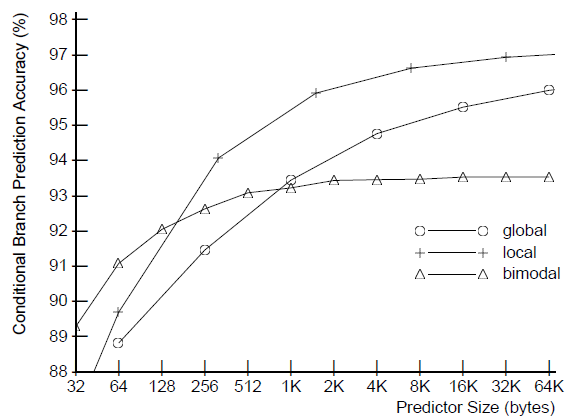 Conditional Branch Prediction Accuracy (%)
98
97
96
95
94
93
92
91
90
89
88
global
local
bimodal
32 64 128 256 512 1K 2K 4K 8K 16K 32K 64K
Predictor Size (bytes)